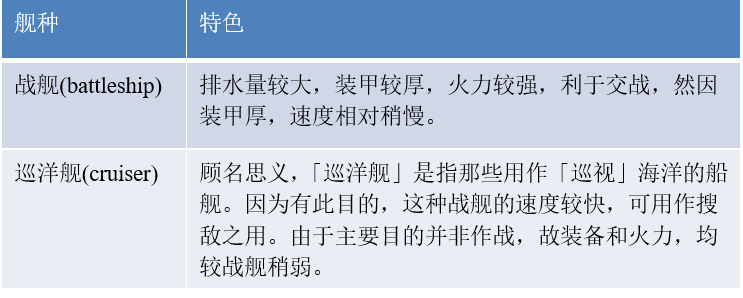 舰种 特色
战舰(battleship) 排水量较大，装甲较厚，火力较强，利于交战，然因
装甲厚，速度相对稍慢。
巡洋舰(cruiser) 顾名思义，「巡洋舰」是指那些用作「巡视」海洋的船
舰。因为有此目的，这种战舰的速度较快，可用作搜
敌之用。由于主要目的并非作战，故装备和火力，均
较战舰稍弱。